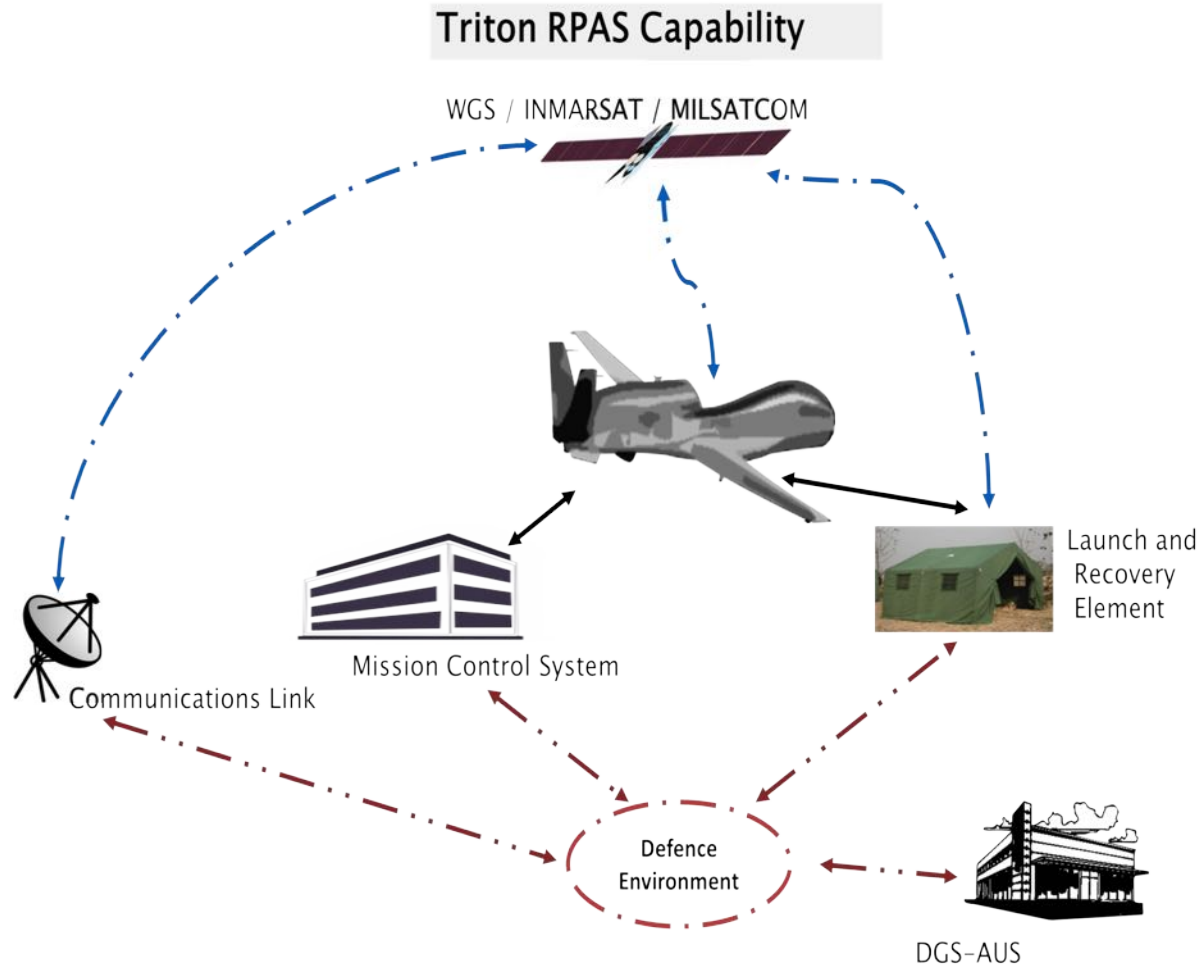 Triton RPAS Capability
WGS / INMARSAT / MILSATCOM
Launch and
Recovery
Element
Mission Control System
Communications Link
Defence
Environment
DGS-AUS